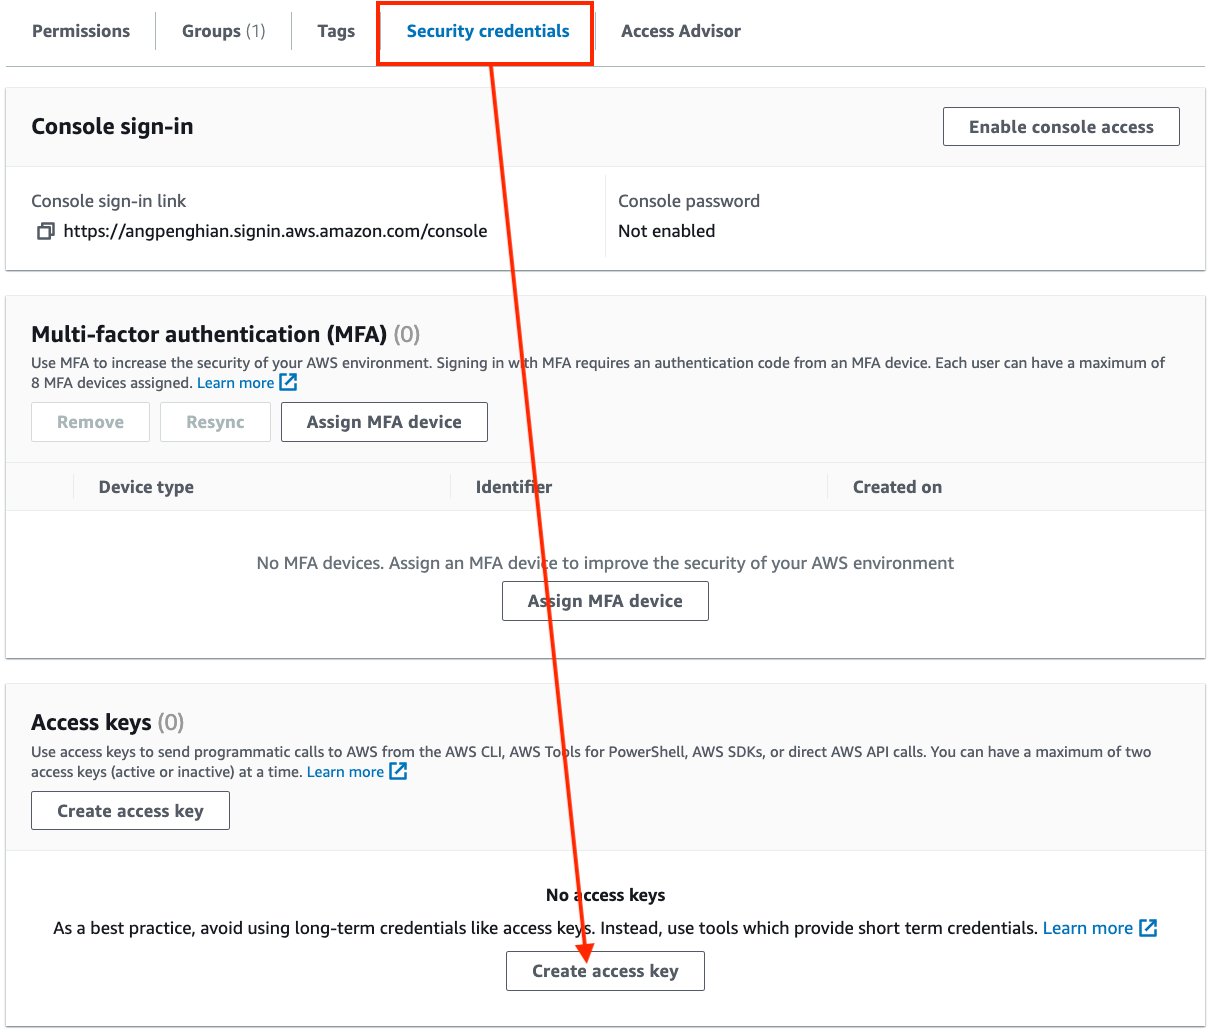 Permissions Groups (1) Tags Security credentials Access Advisor
Console sign-in
Enable console access
Console sign-in link
https://angpenghian.signin.aws.amazon.com/console
Console password
Not enabled
Multi-factor authentication (MFA) (0)
Use MFA to increase the security of your AWS environment. Signing in with MFA requires an authentication code from an MFA device. Each user can have a maximum of
8 MFA devices assigned. Learn more
Remove Resync Assign MFA device
Device type Identifier Created on
No MFA devices. Assign an MFA device to improve the security of your AWS environment
Assign MFA device
Access keys (0)
Use access keys to send programmatic calls to AWS from the AWS CLI, AWS Tools for PowerShell, AWS SDKs, or direct AWS API calls. You can have a maximum of two
access keys (active or inactive) at a time. Learn more
Create access key
No access keys
As a best practice, avoid using long-term credentials like access keys. Instead, use tools which provide short term credentials. Learn more
Create access key